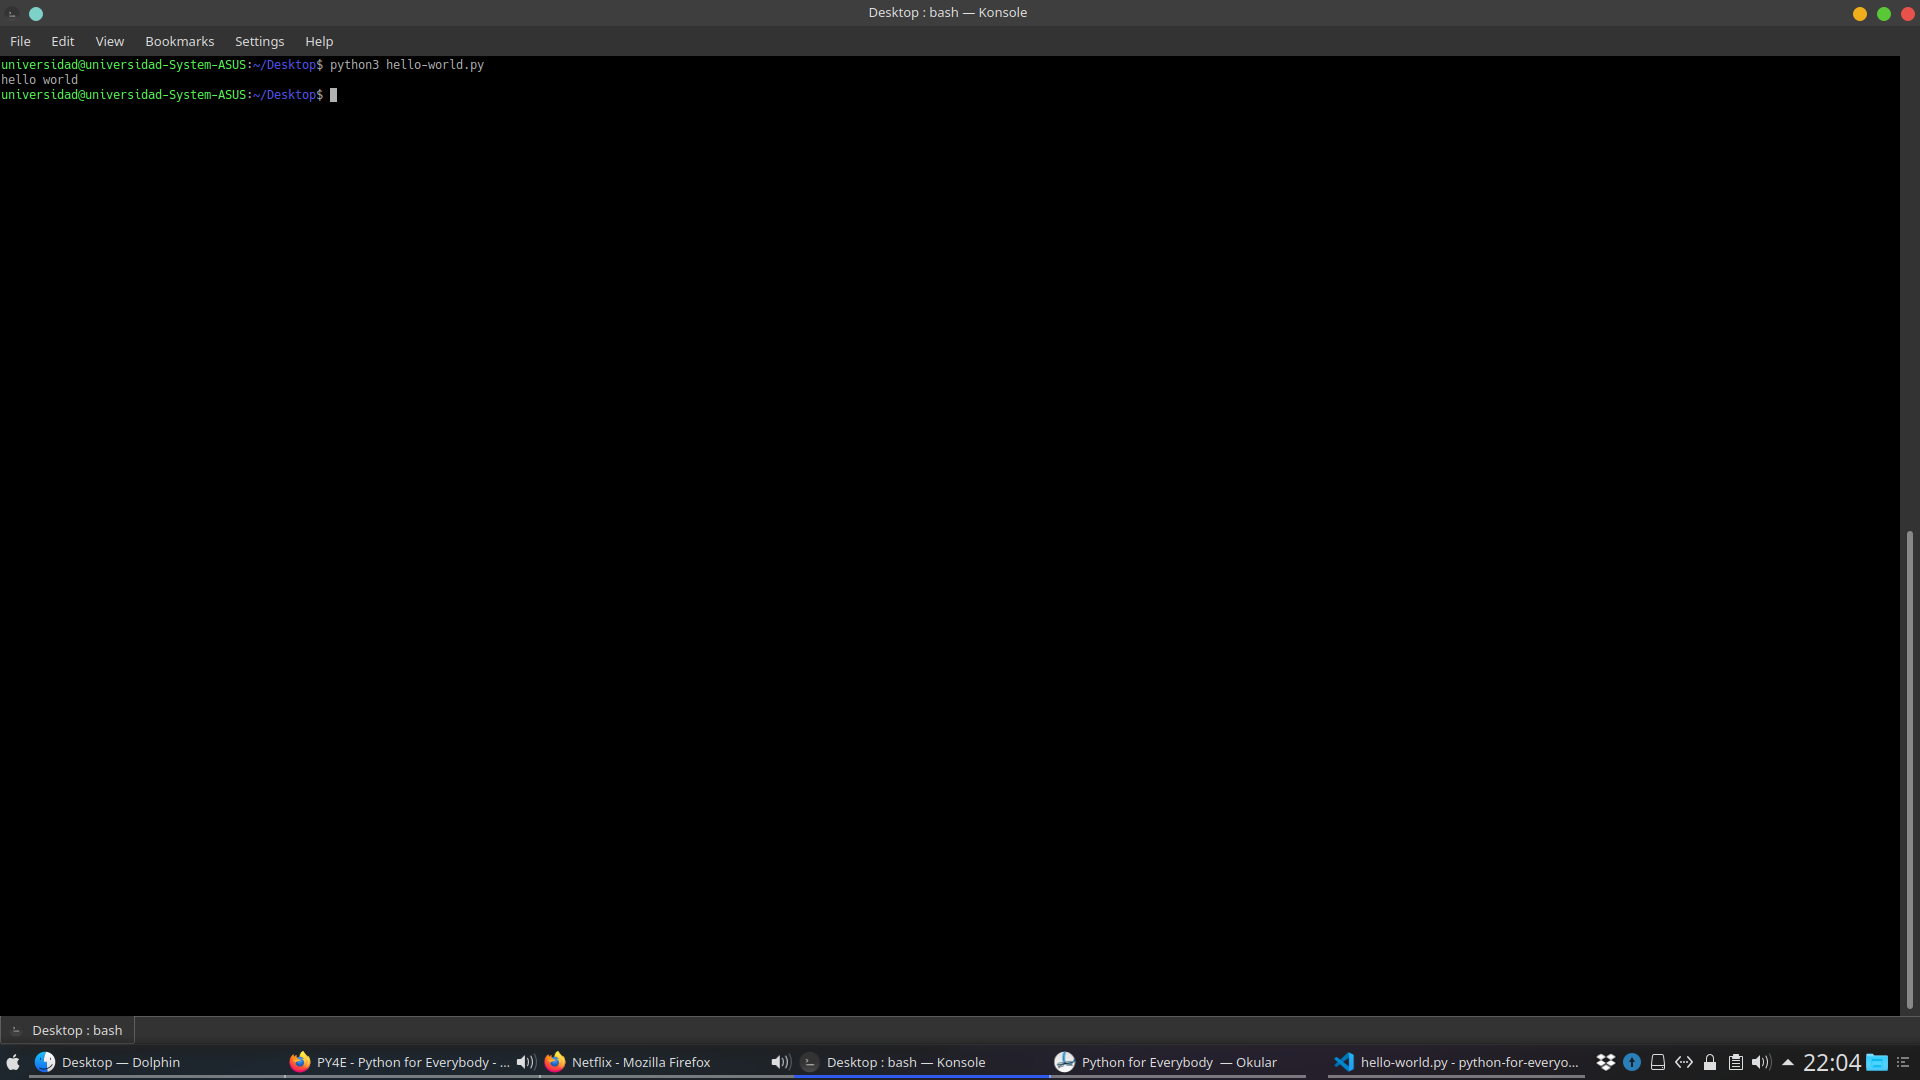 Desktop : bash — Konsole
File Edit View Bookmarks Settings Help
universidad@universidad-System-ASUS:~/Desktop$ python3 hello-world.py
hello world
universidad@universidad-System-ASUS:~/Desktop$
Desktop : bash
Desktop — Dolphin PY4E - Python for Everybody - ... Netflix - Mozilla Firefox Desktop : bash — Konsole Python for Everybody — Okular hello-world.py - python-for-everyo... 22:04